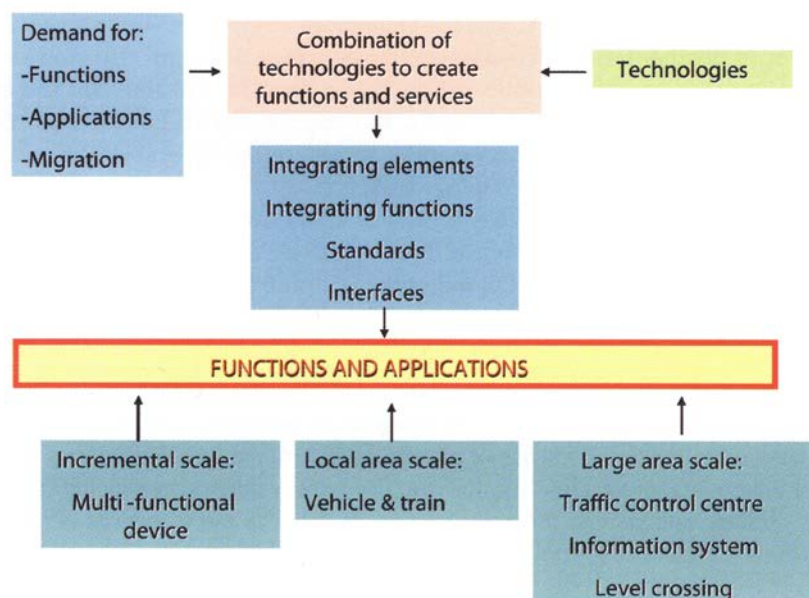 Demand for:
-Functions
-Applications
-Migration
Combination of
technologies to create
functions and services
Technologies
Integrating elements
Integrating functions
Standards
Interfaces
FUNCTIONS AND APPLICATIONS
Incremental scale:
Multi -functional
device
Local area scale:
Vehicle & train
Large area scale:
Traffic control centre
Information system
Level crossing